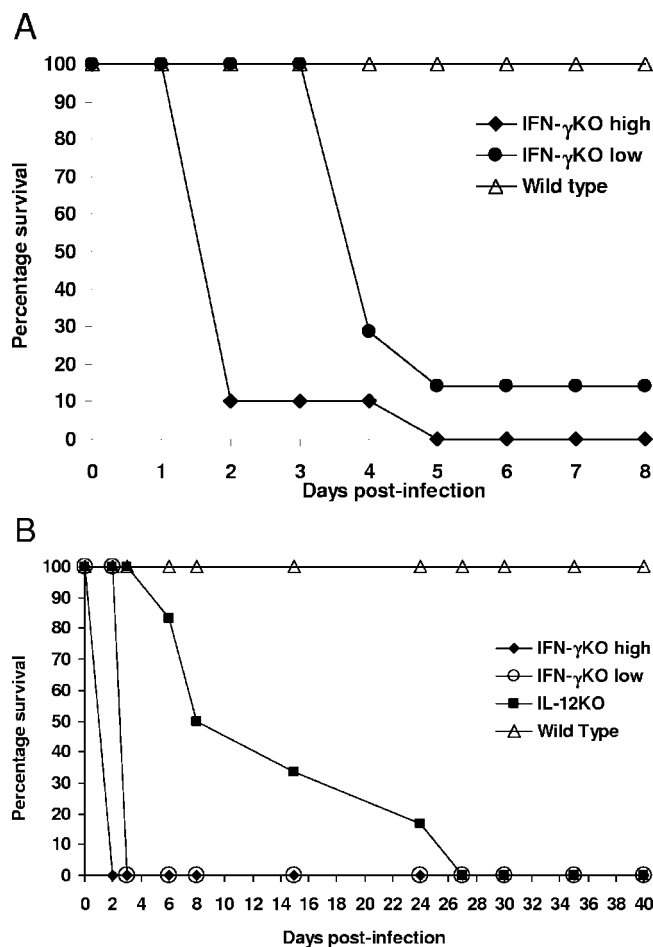 A
100
90
80
70
60
50
40
30
20
10
0
Percentage survival
IFN-γKO high
IFN-γKO low
Wild type
0 1 2 3 4 5 6 7 8
Days post-infection
B
100
90
80
70
60
50
40
30
20
10
0
Percentage survival
IFN-γKO high
IFN-γKO low
IL-12KO
Wild Type
0 2 4 6 8 10 12 14 16 18 20 22 24 26 28 30 32 34 36 38 40
Days post-infection